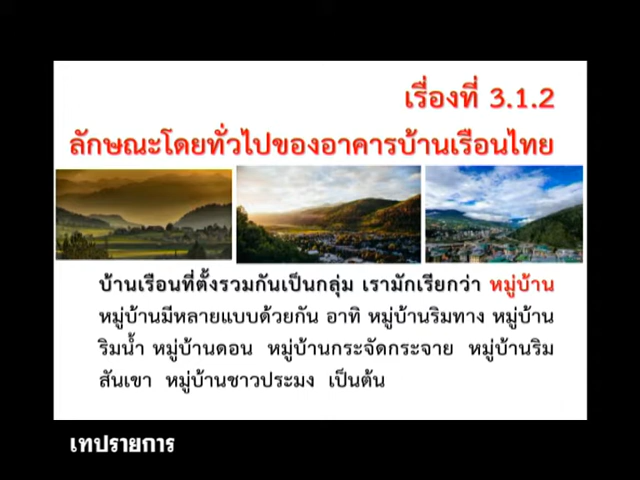 เรื่องที่ 3.1.2
ลักษณะโดยทั่วไปของอาคารบ้านเรือนไทย
บ้านเรือนที่ตั้งรวมกันเป็นกลุ่ม เรามักเรียกว่า หมู่บ้าน
หมู่บ้านมีหลายแบบด้วยกัน อาทิ หมู่บ้านริมทาง หมู่บ้าน
ริมน้ำ หมู่บ้านดอน หมู่บ้านกระจัดกระจาย หมู่บ้านริม
สันเขา หมู่บ้านชาวประมง เป็นต้น
เทปรายการ